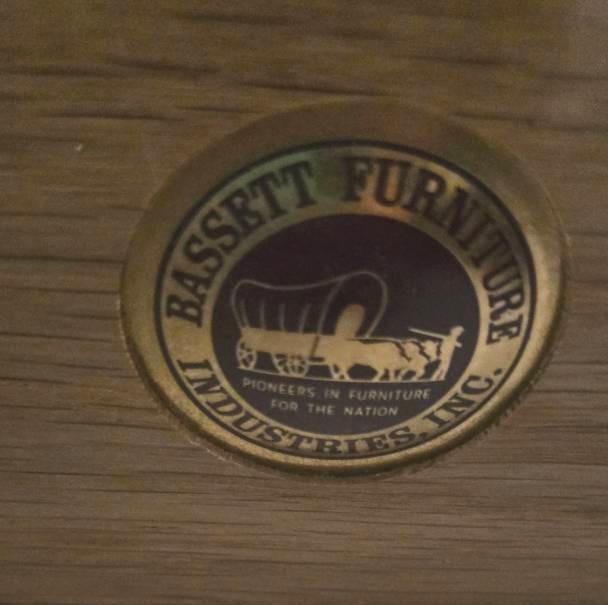 BASSETT FURNITURE
INDUSTRIES, INC.
PIONEERS IN FURNITURE
FOR THE NATION